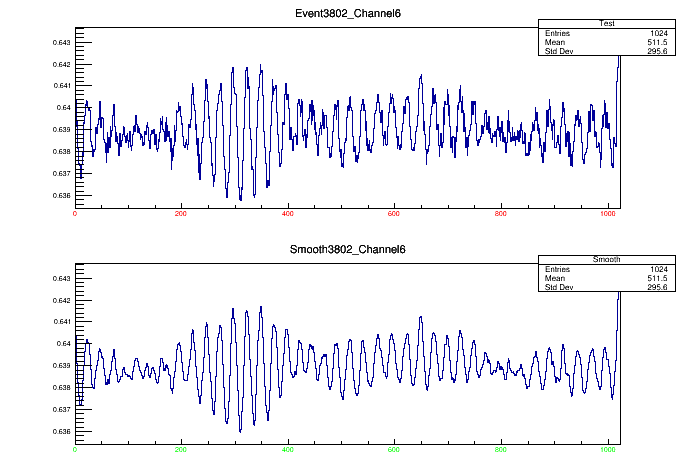 Event3802_Channel6
Test
Entries 1024
Mean 511.5
Std Dev 295.6
0.643
0.642
0.641
0.64
0.639
0.638
0.637
0.636
0 200 400 600 800 1000
Smooth3802_Channel6
Smooth
Entries 1024
Mean 511.5
Std Dev 295.6
0.643
0.642
0.641
0.64
0.639
0.638
0.637
0.636
0 200 400 600 800 1000